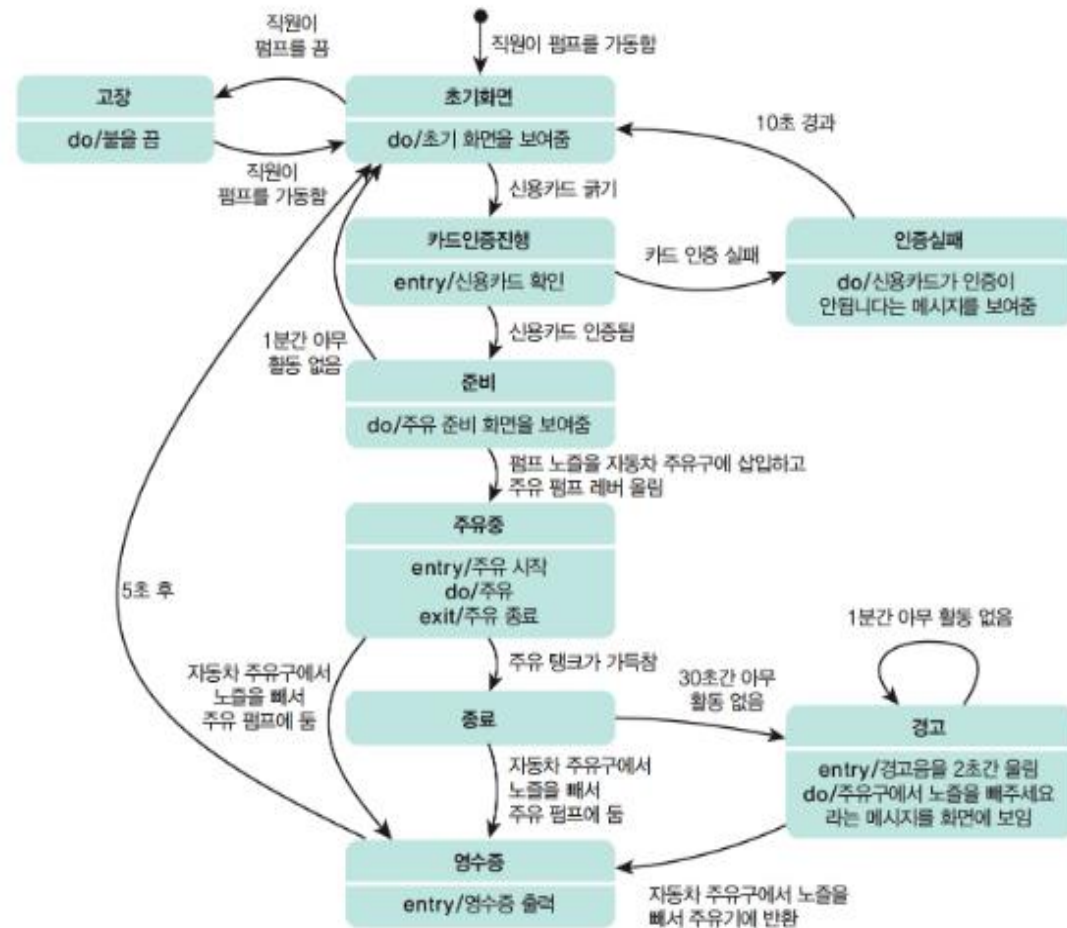 직원이
펌프를 끔
직원이 펌프를 가동함
고장
do/불을 끔
초기화면
do/초기 화면을 보여줌
10초 경과
직원이
펌프를 가동함
신용카드 긁기
카드인증진행
entry/신용카드 확인
카드 인증 실패
인증실패
do/신용카드가 인증이
안됩니다는 메시지를 보여줌
1분간 아무
활동 없음
신용카드 인증됨
준비
do/주유 준비 화면을 보여줌
펌프 노즐을 자동차 주유구에 삽입하고
주유 펌프 레버 올림
주유중
entry/주유 시작
do/주유
exit/주유 종료
5초 후
1분간 아무 활동 없음
자동차 주유구에서
노즐을 빼서
주유 펌프에 둠
주유 탱크가 가득참
30초간 아무
활동 없음
종료
경고
entry/경고음을 2초간 울림
do/주유구에서 노즐을 빼주세요
라는 메시지를 화면에 보임
자동차 주유구에서
노즐을 빼서
주유 펌프에 둠
영수증
entry/영수증 출력
자동차 주유구에서 노즐을
빼서 주유기에 반환